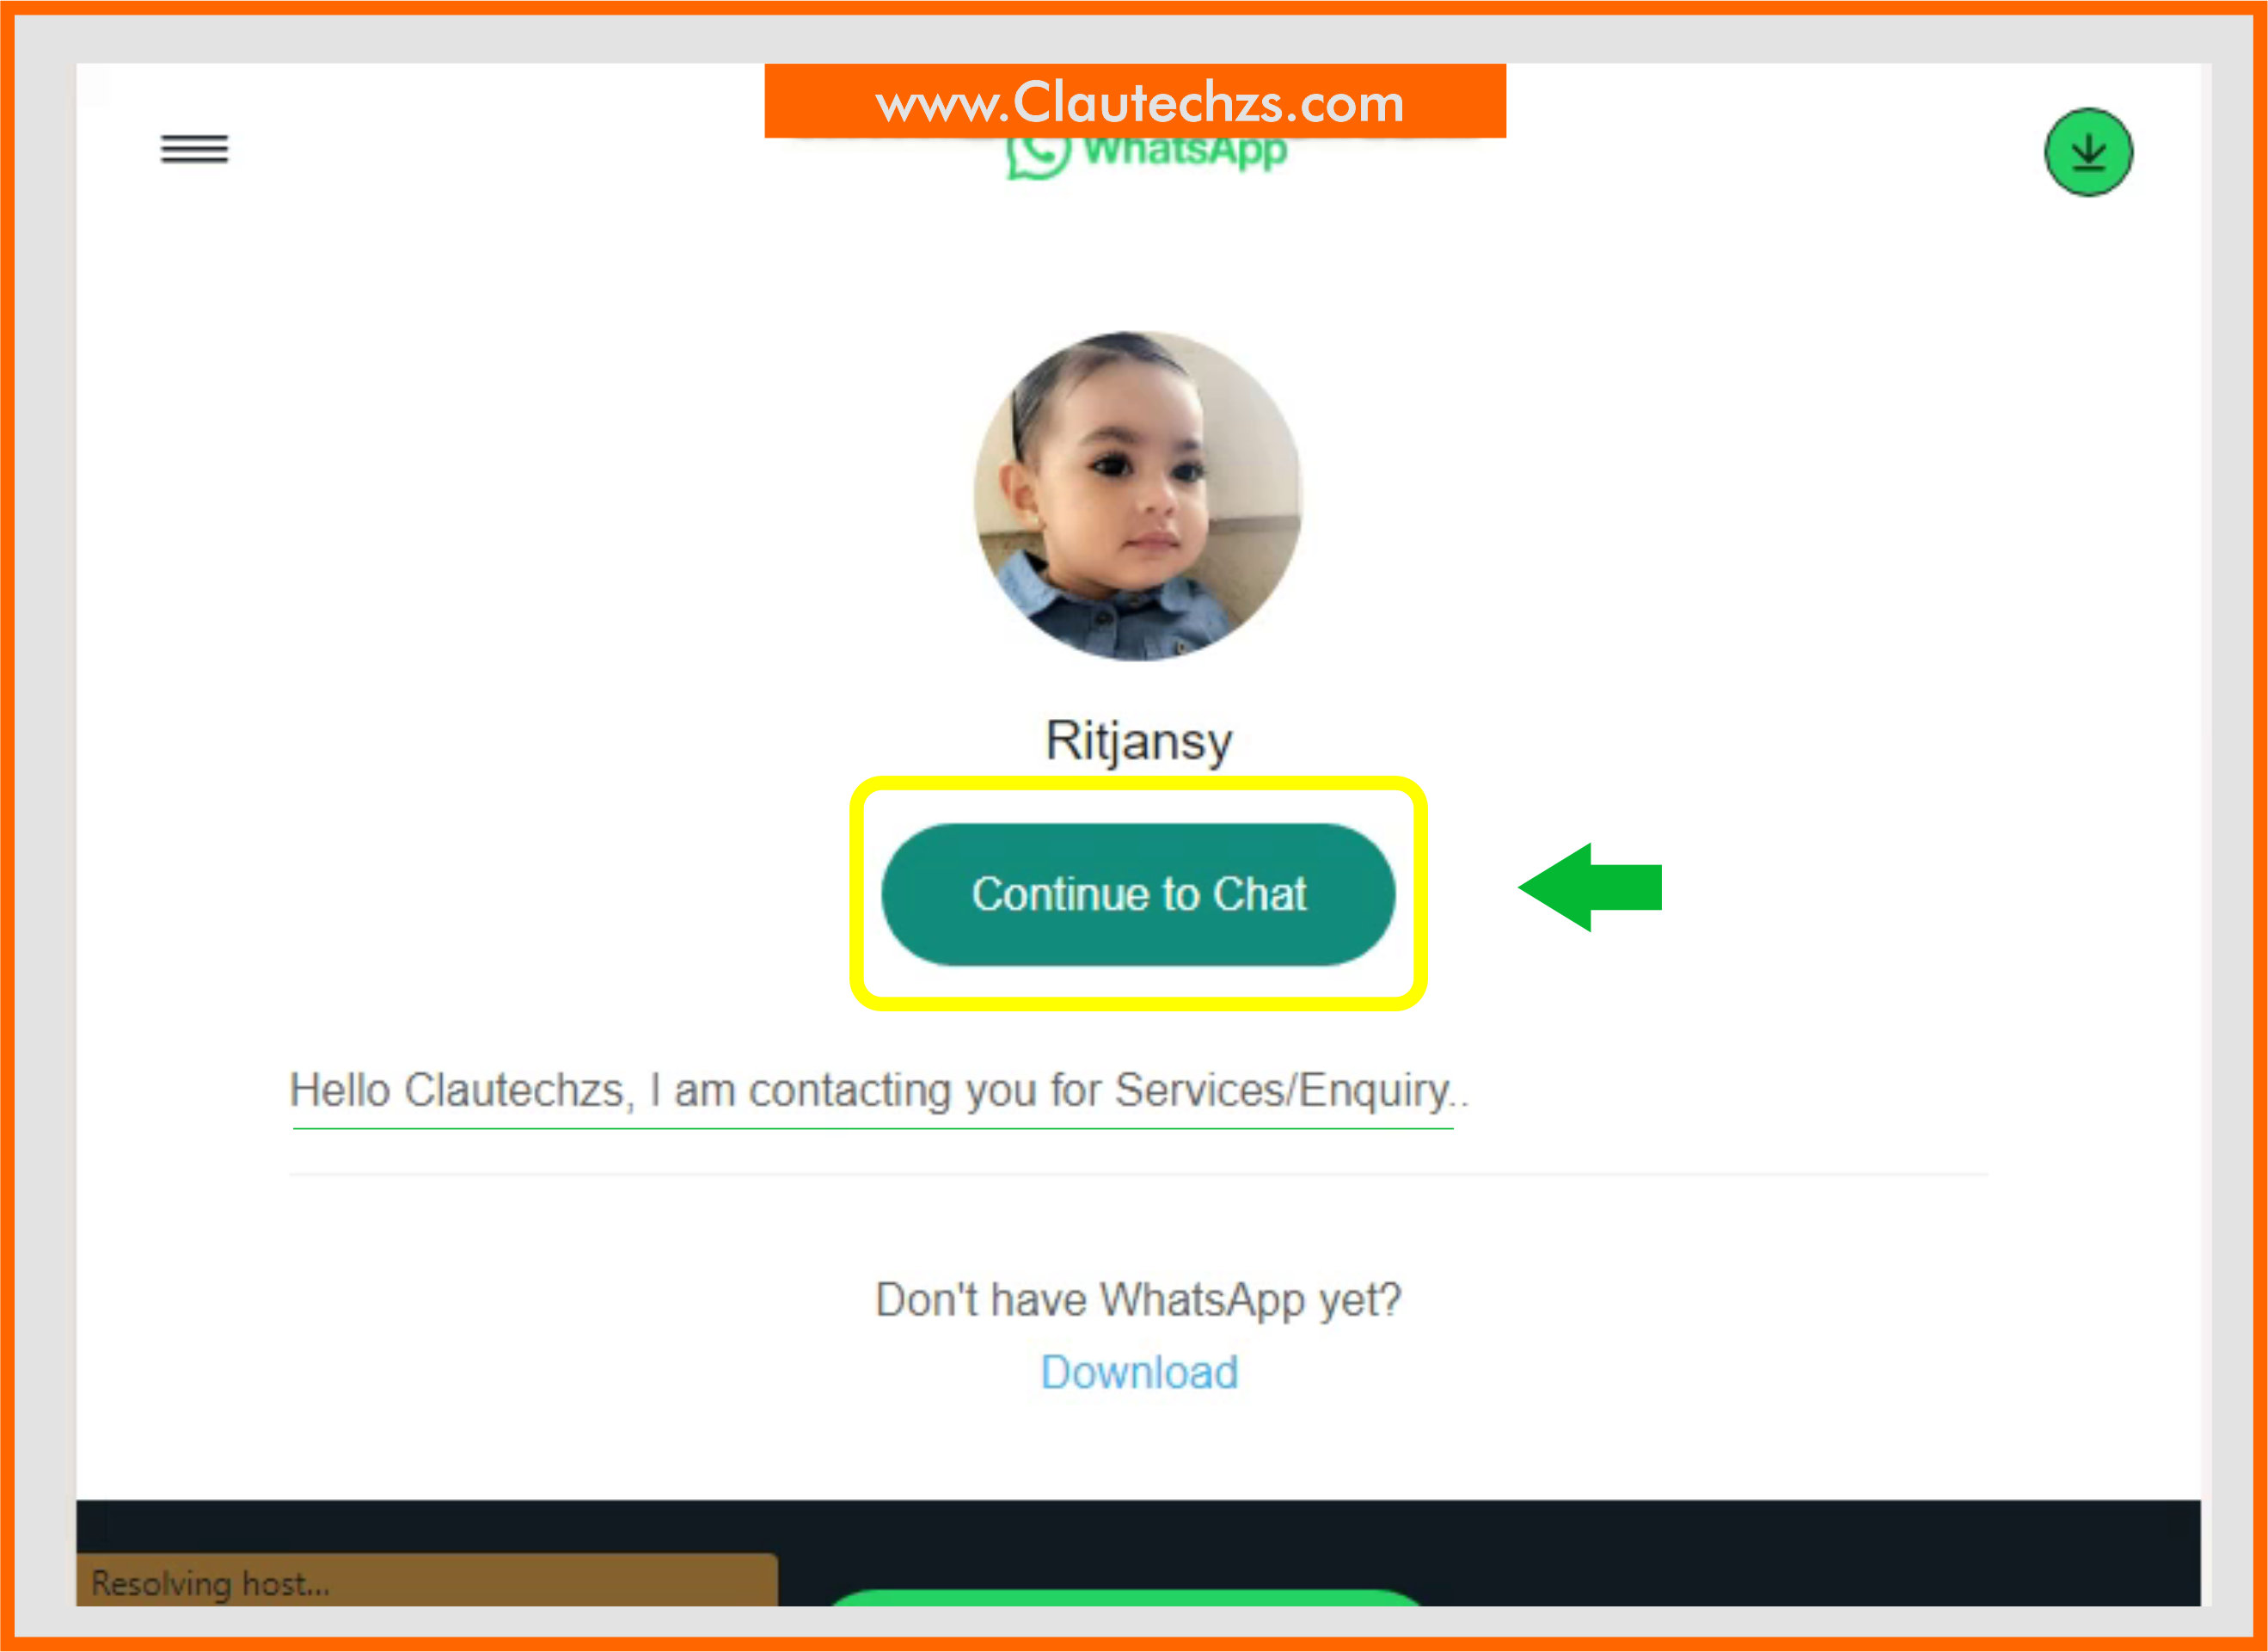 www.Clautechzs.com
WhatsApp
Ritjansy
Continue to Chat
Hello Clautechzs, I am contacting you for Services/Enquiry..
Don't have WhatsApp yet?
Download
Resolving host...